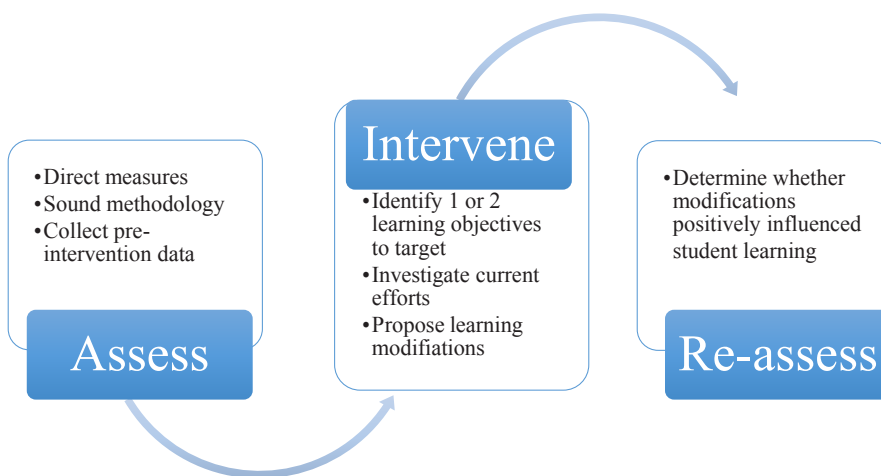 •Direct measures
•Sound methodology
•Collect pre-
intervention data
Assess
Intervene
•Identify 1 or 2
learning objectives
to target
•Investigate current
efforts
•Propose learning
modifiations
•Determine whether
modifications
positively influenced
student learning
Re-assess